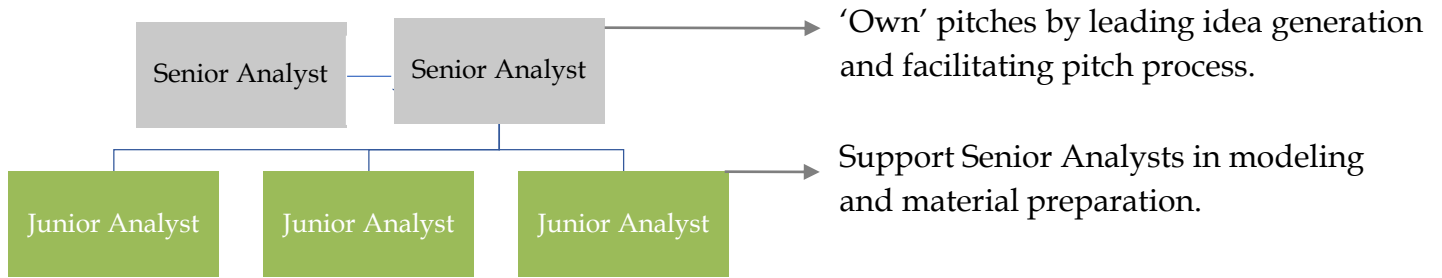 Senior Analyst
Senior Analyst
‘Own’ pitches by leading idea generation
and facilitating pitch process.
Junior Analyst
Junior Analyst
Junior Analyst
Support Senior Analysts in modeling
and material preparation.